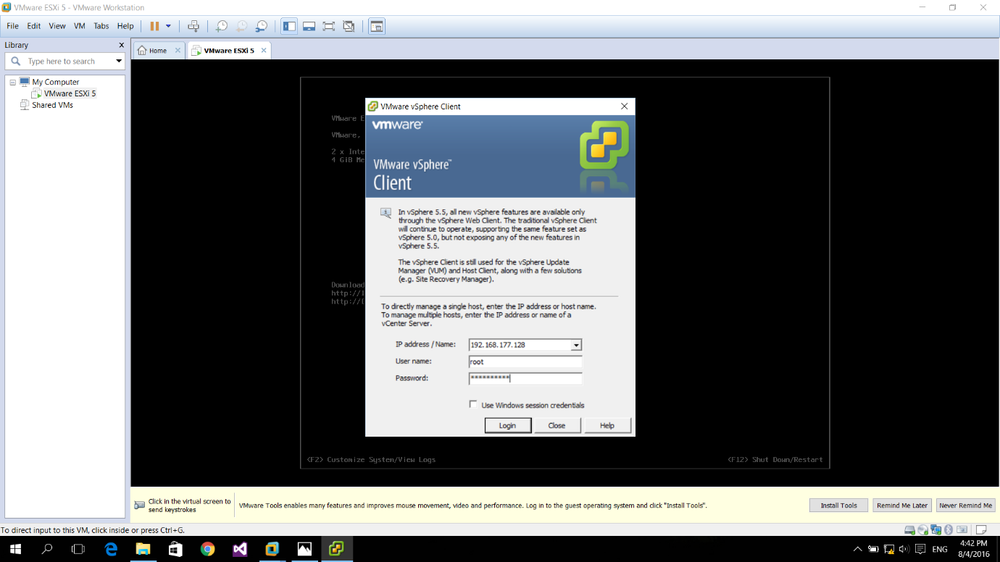 VMware ESXi 5 - VMware Workstation
File Edit View VM Tabs Help
Library
Type here to search
My Computer
VMware ESXi 5
Shared VMs
Home
VMware ESXi 5
VMware
VMware,
2 x Inte
4 GiB Me
Download
http://1
http://[
VMware vSphere Client
vmware®
VMware vSphere™
Client
In vSphere 5.5, all new vSphere features are available only
through the vSphere Web Client. The traditional vSphere Client
will continue to operate, supporting the same feature set as
vSphere 5.0, but not exposing any of the new features in
vSphere 5.5.
The vSphere Client is still used for the vSphere Update
Manager (VUM) and Host Client, along with a few solutions
(e.g. Site Recovery Manager).
To directly manage a single host, enter the IP address or host name.
To manage multiple hosts, enter the IP address or name of a
vCenter Server.
IP address / Name: 192.168.177.128
User name: root
Password: **********
Use Windows session credentials
Login Close Help
<F2> Customize System/View Logs
<F12> Shut Down/Restart
Click in the virtual screen to
send keystrokes
VMware Tools enables many features and improves mouse movement, video and performance. Log in to the guest operating system and click "Install Tools".
Install Tools Remind Me Later Never Remind Me
To direct input to this VM, click inside or press Ctrl+G.
ENG
4:42 PM
8/4/2016